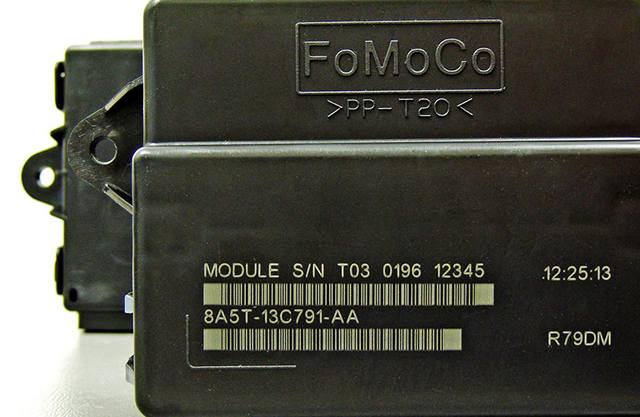 FoMoCo
>PP-T20<
MODULE S/N T03 0196 12345 12:25:13
8A5T-13C791-AA
R79DM